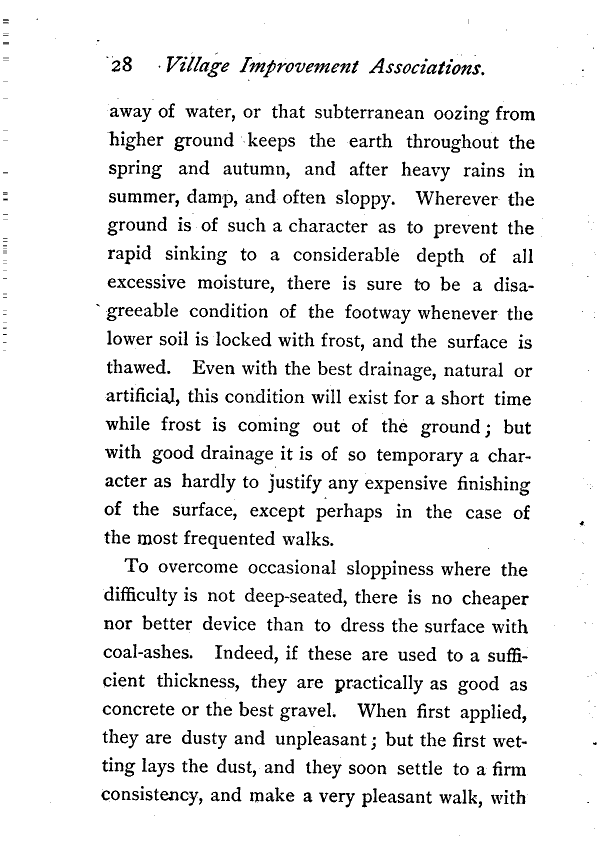 28 Village Improvement Associations.
away of water, or that subterranean oozing from
higher ground keeps the earth throughout the
spring and autumn, and after heavy rains in
summer, damp, and often sloppy. Wherever the
ground is of such a character as to prevent the
rapid sinking to a considerable depth of all
excessive moisture, there is sure to be a disa-
greeable condition of the footway whenever the
lower soil is locked with frost, and the surface is
thawed. Even with the best drainage, natural or
artificial, this condition will exist for a short time
while frost is coming out of the ground; but
with good drainage it is of so temporary a char-
acter as hardly to justify any expensive finishing
of the surface, except perhaps in the case of
the most frequented walks.
To overcome occasional sloppiness where the
difficulty is not deep-seated, there is no cheaper
nor better device than to dress the surface with
coal-ashes. Indeed, if these are used to a suffi-
cient thickness, they are practically as good as
concrete or the best gravel. When first applied,
they are dusty and unpleasant; but the first wet-
ting lays the dust, and they soon settle to a firm
consistency, and make a very pleasant walk, with